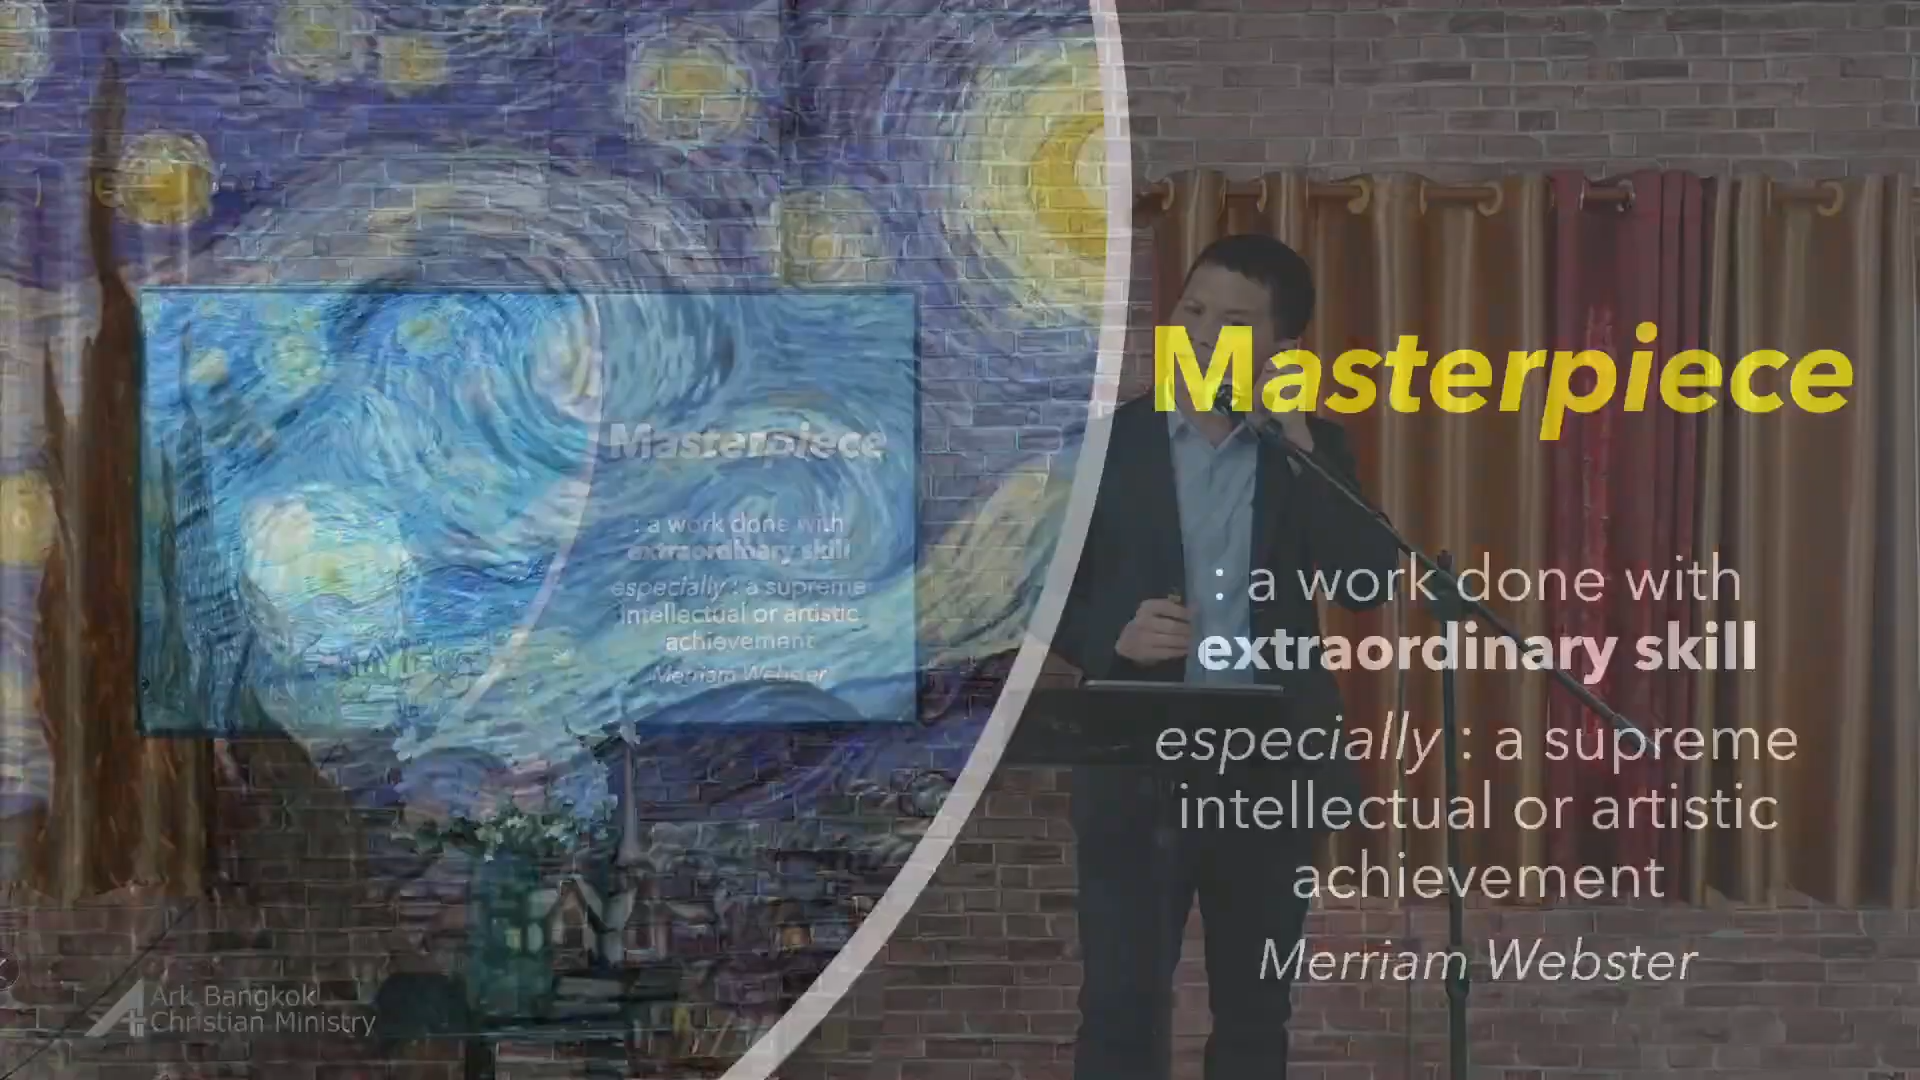 Masterpiece
: a work done with
extraordinary skill
especially : a supreme
intellectual or artistic
achievement
Merriam Webster
Masterpiece
: a work done with
extraordinary skill
especially : a supreme
intellectual or artistic
achievement
Merriam Webster
Ark Bangkok
Christian Ministry